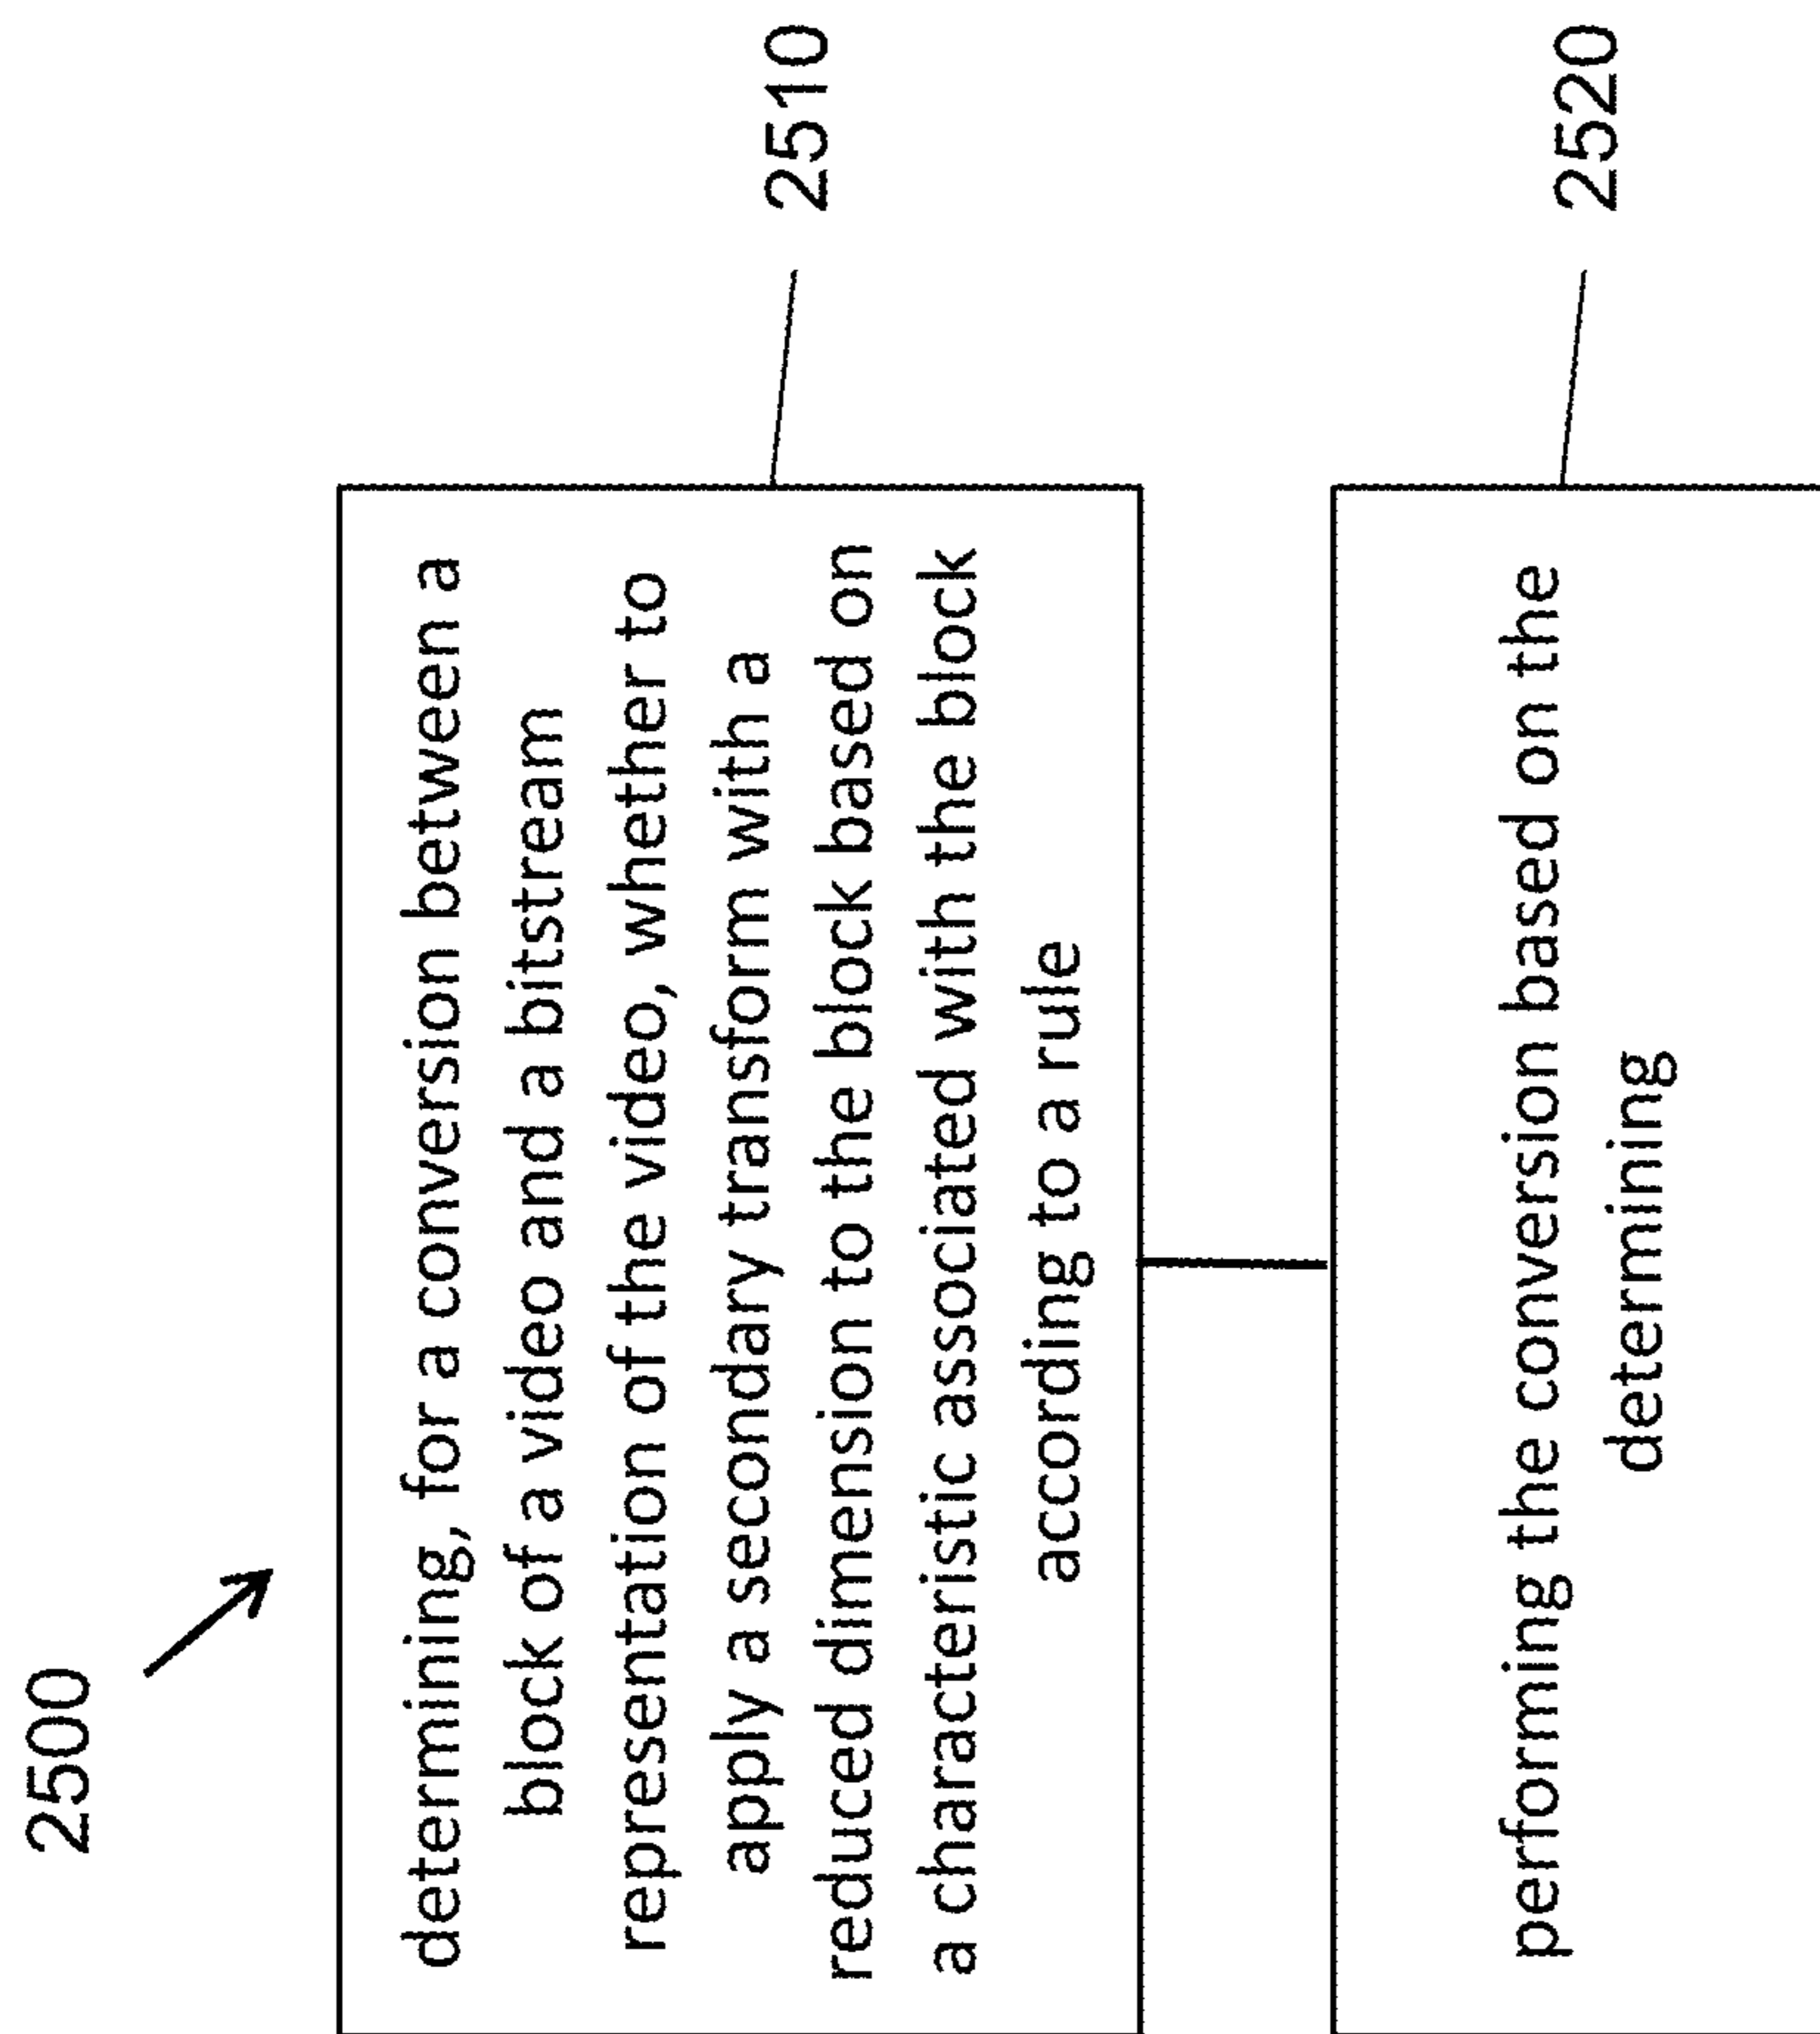 2500
determining, for a conversion between a
block of a video and a bitstream
representation of the video, whether to
apply a secondary transform with a
reduced dimension to the block based on
a characteristic associated with the block
according to a rule
2510
performing the conversion based on the
determining
2520